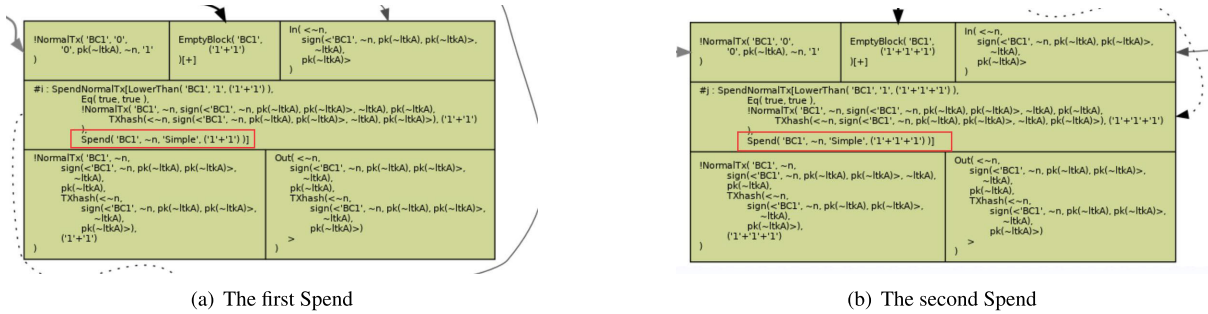 !NormalTx( 'BC1', '0',
'0', pk(~ltkA), ~n, '1'
)
EmptyBlock( 'BC1',
('1'+'1')
)[+]
In( <~n,
sign(<'BC1', ~n, pk(~ltkA), pk(~ltkA)>,
~ltkA),
pk(~ltkA)>
)
#i : SpendNormalTx[LowerThan( 'BC1', '1', ('1'+'1') ),
Eq( true, true ),
!NormalTx( 'BC1', ~n, sign(<'BC1', ~n, pk(~ltkA), pk(~ltkA)>, ~ltkA), pk(~ltkA),
TXhash(<~n, sign(<'BC1', ~n, pk(~ltkA), pk(~ltkA)>, ~ltkA), pk(~ltkA)>), ('1'+'1')
),
Spend( 'BC1', ~n, 'Simple', ('1'+'1') )]
!NormalTx( 'BC1', ~n,
sign(<'BC1', ~n, pk(~ltkA), pk(~ltkA)>,
~ltkA),
pk(~ltkA),
TXhash(<~n,
sign(<'BC1', ~n, pk(~ltkA), pk(~ltkA)>,
~ltkA),
pk(~ltkA)>),
('1'+'1')
)
Out( <~n,
sign(<'BC1', ~n, pk(~ltkA), pk(~ltkA)>,
~ltkA),
pk(~ltkA),
TXhash(<~n,
sign(<'BC1', ~n, pk(~ltkA), pk(~ltkA)>,
~ltkA),
pk(~ltkA)>)
>
)
(a) The first Spend
!NormalTx( 'BC1', '0',
'0', pk(~ltkA), ~n, '1'
)
EmptyBlock( 'BC1',
('1'+'1'+'1')
)[+]
In( <~n,
sign(<'BC1', ~n, pk(~ltkA), pk(~ltkA)>,
~ltkA),
pk(~ltkA)>
)
#j : SpendNormalTx[LowerThan( 'BC1', '1', ('1'+'1'+'1') ),
Eq( true, true ),
!NormalTx( 'BC1', ~n, sign(<'BC1', ~n, pk(~ltkA), pk(~ltkA)>, ~ltkA), pk(~ltkA),
TXhash(<~n, sign(<'BC1', ~n, pk(~ltkA), pk(~ltkA)>, ~ltkA), pk(~ltkA)>), ('1'+'1'+'1')
),
Spend( 'BC1', ~n, 'Simple', ('1'+'1'+'1') )]
!NormalTx( 'BC1', ~n,
sign(<'BC1', ~n, pk(~ltkA), pk(~ltkA)>, ~ltkA),
pk(~ltkA),
TXhash(<~n,
sign(<'BC1', ~n, pk(~ltkA), pk(~ltkA)>,
~ltkA),
pk(~ltkA)>),
('1'+'1'+'1')
)
Out( <~n,
sign(<'BC1', ~n, pk(~ltkA), pk(~ltkA)>,
~ltkA),
pk(~ltkA),
TXhash(<~n,
sign(<'BC1', ~n, pk(~ltkA), pk(~ltkA)>,
~ltkA),
pk(~ltkA)>)
>
)
(b) The second Spend